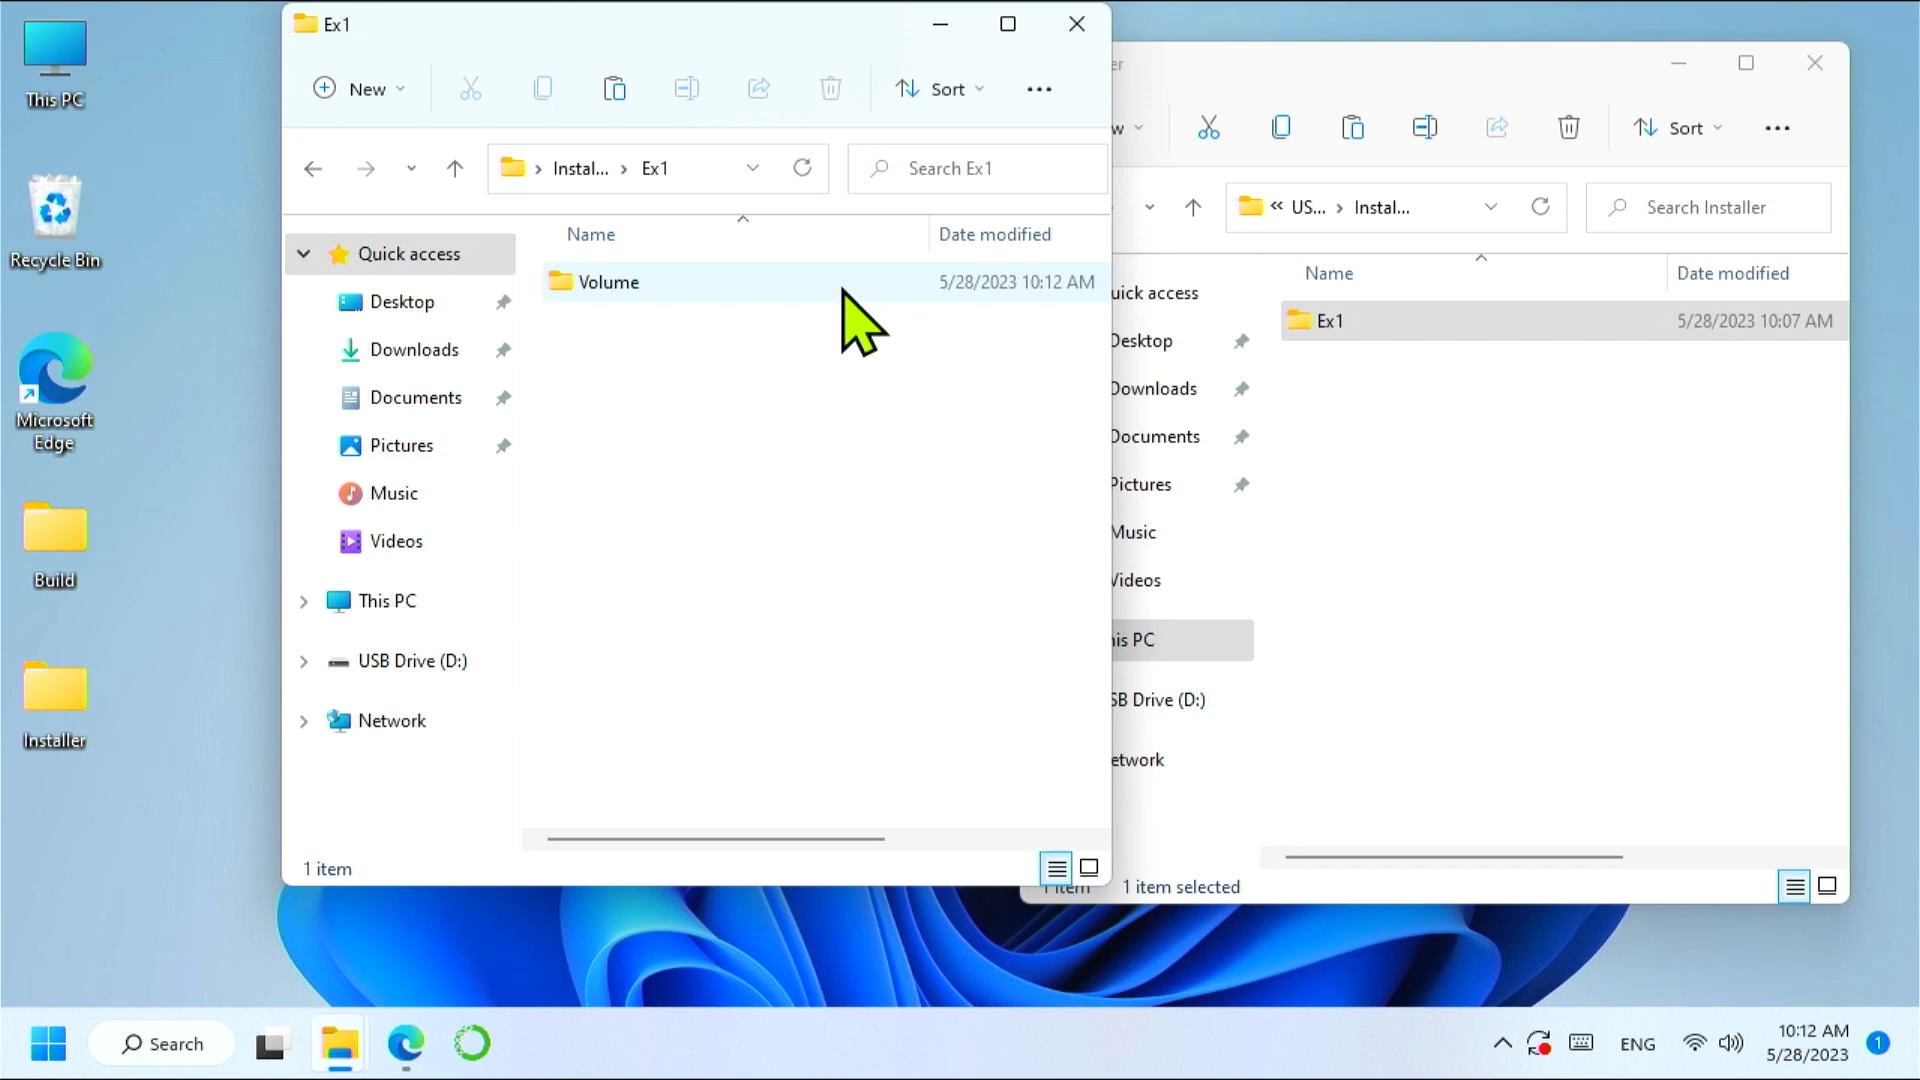 This PC
Recycle Bin
Microsoft
Edge
Build
Installer
Ex1
New
Sort
Instal...
Ex1
Search Ex1
Name
Date modified
Quick access
Volume
5/28/2023 10:12 AM
Desktop
Downloads
Documents
Pictures
Music
Videos
This PC
USB Drive (D:)
Network
1 item
er
w
Sort
« US...
Instal...
Search Installer
Name
Date modified
uick access
Ex1
5/28/2023 10:07 AM
Desktop
Downloads
Documents
Pictures
Music
Videos
his PC
SB Drive (D:)
etwork
1 item
1 item selected
Search
ENG
10:12 AM
5/28/2023
1